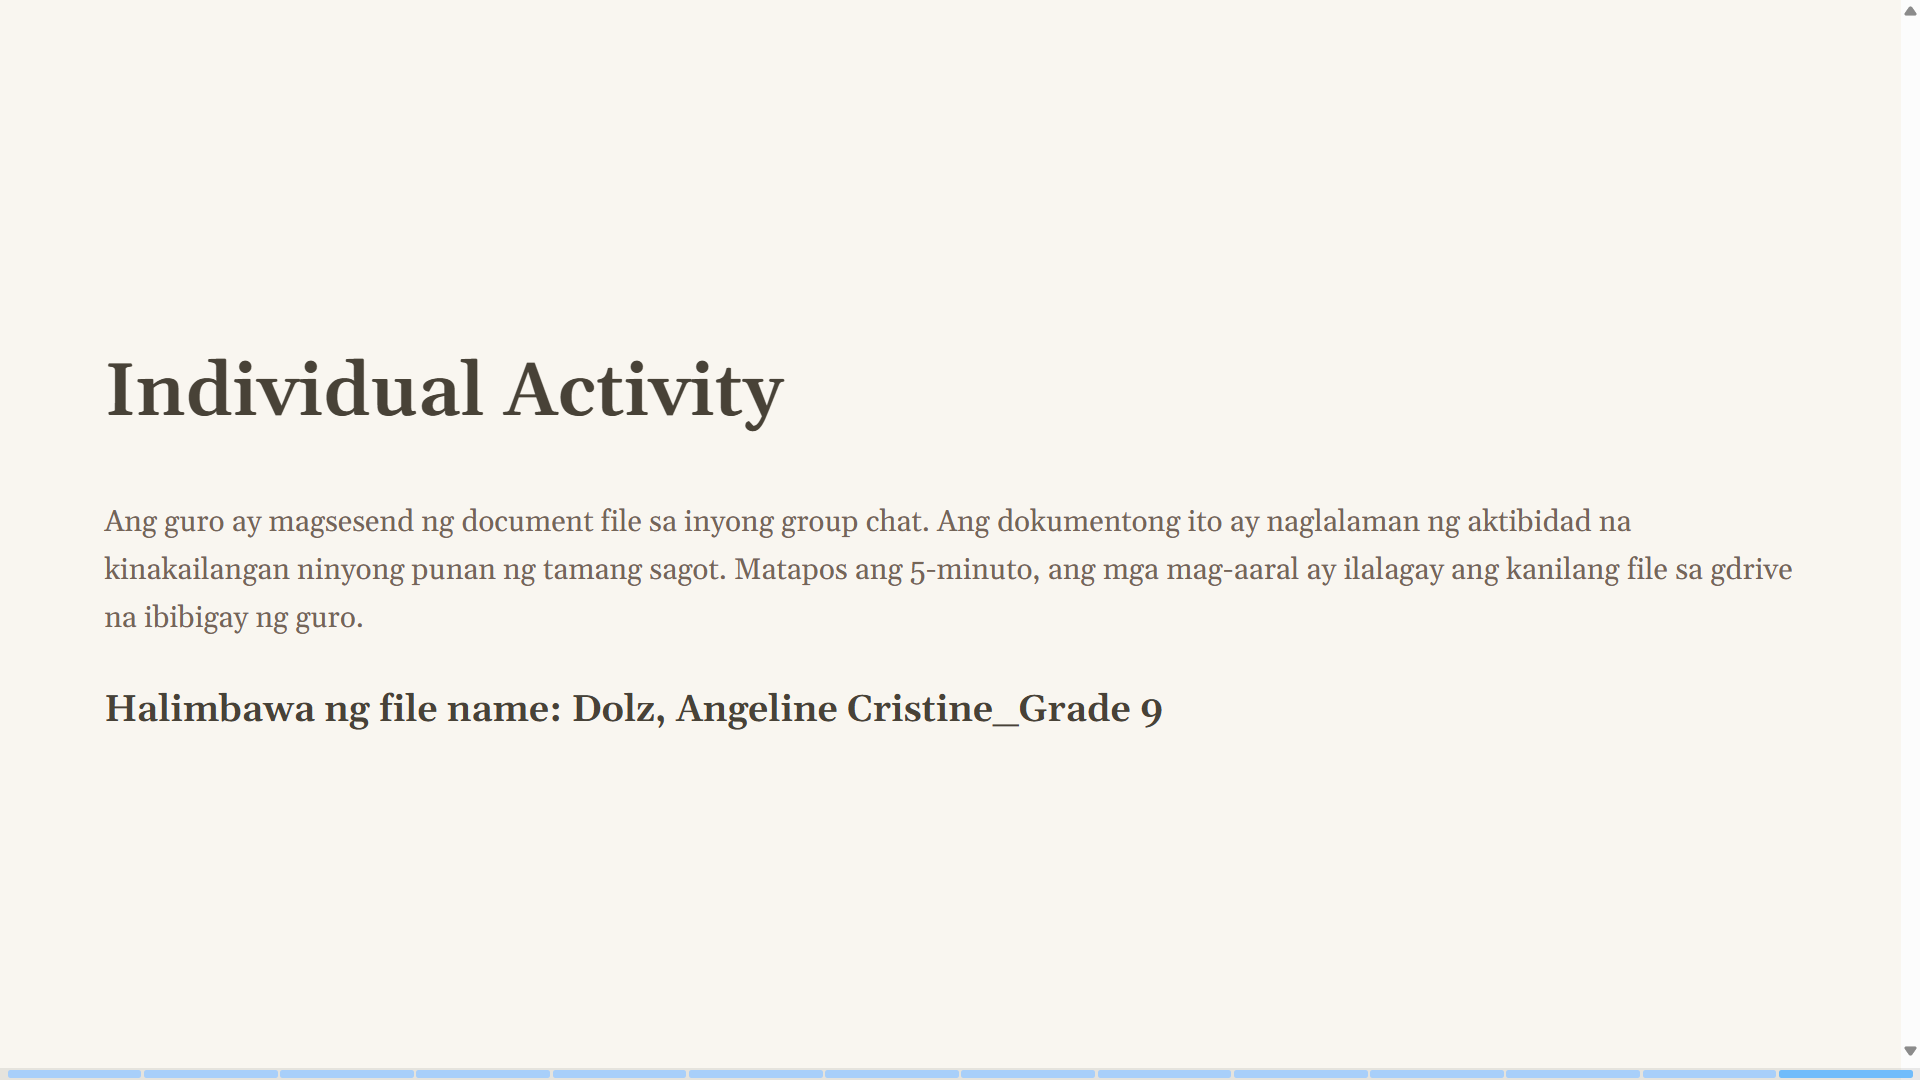 Individual Activity
Ang guro ay magsesend ng document file sa inyong group chat. Ang dokumentong ito ay naglalaman ng aktibidad na
kinakailangan ninyong punan ng tamang sagot. Matapos ang 5-minuto, ang mga mag-aaral ay ilalagay ang kanilang file sa gdrive
na ibibigay ng guro.
Halimbawa ng file name: Dolz, Angeline Cristine_Grade 9